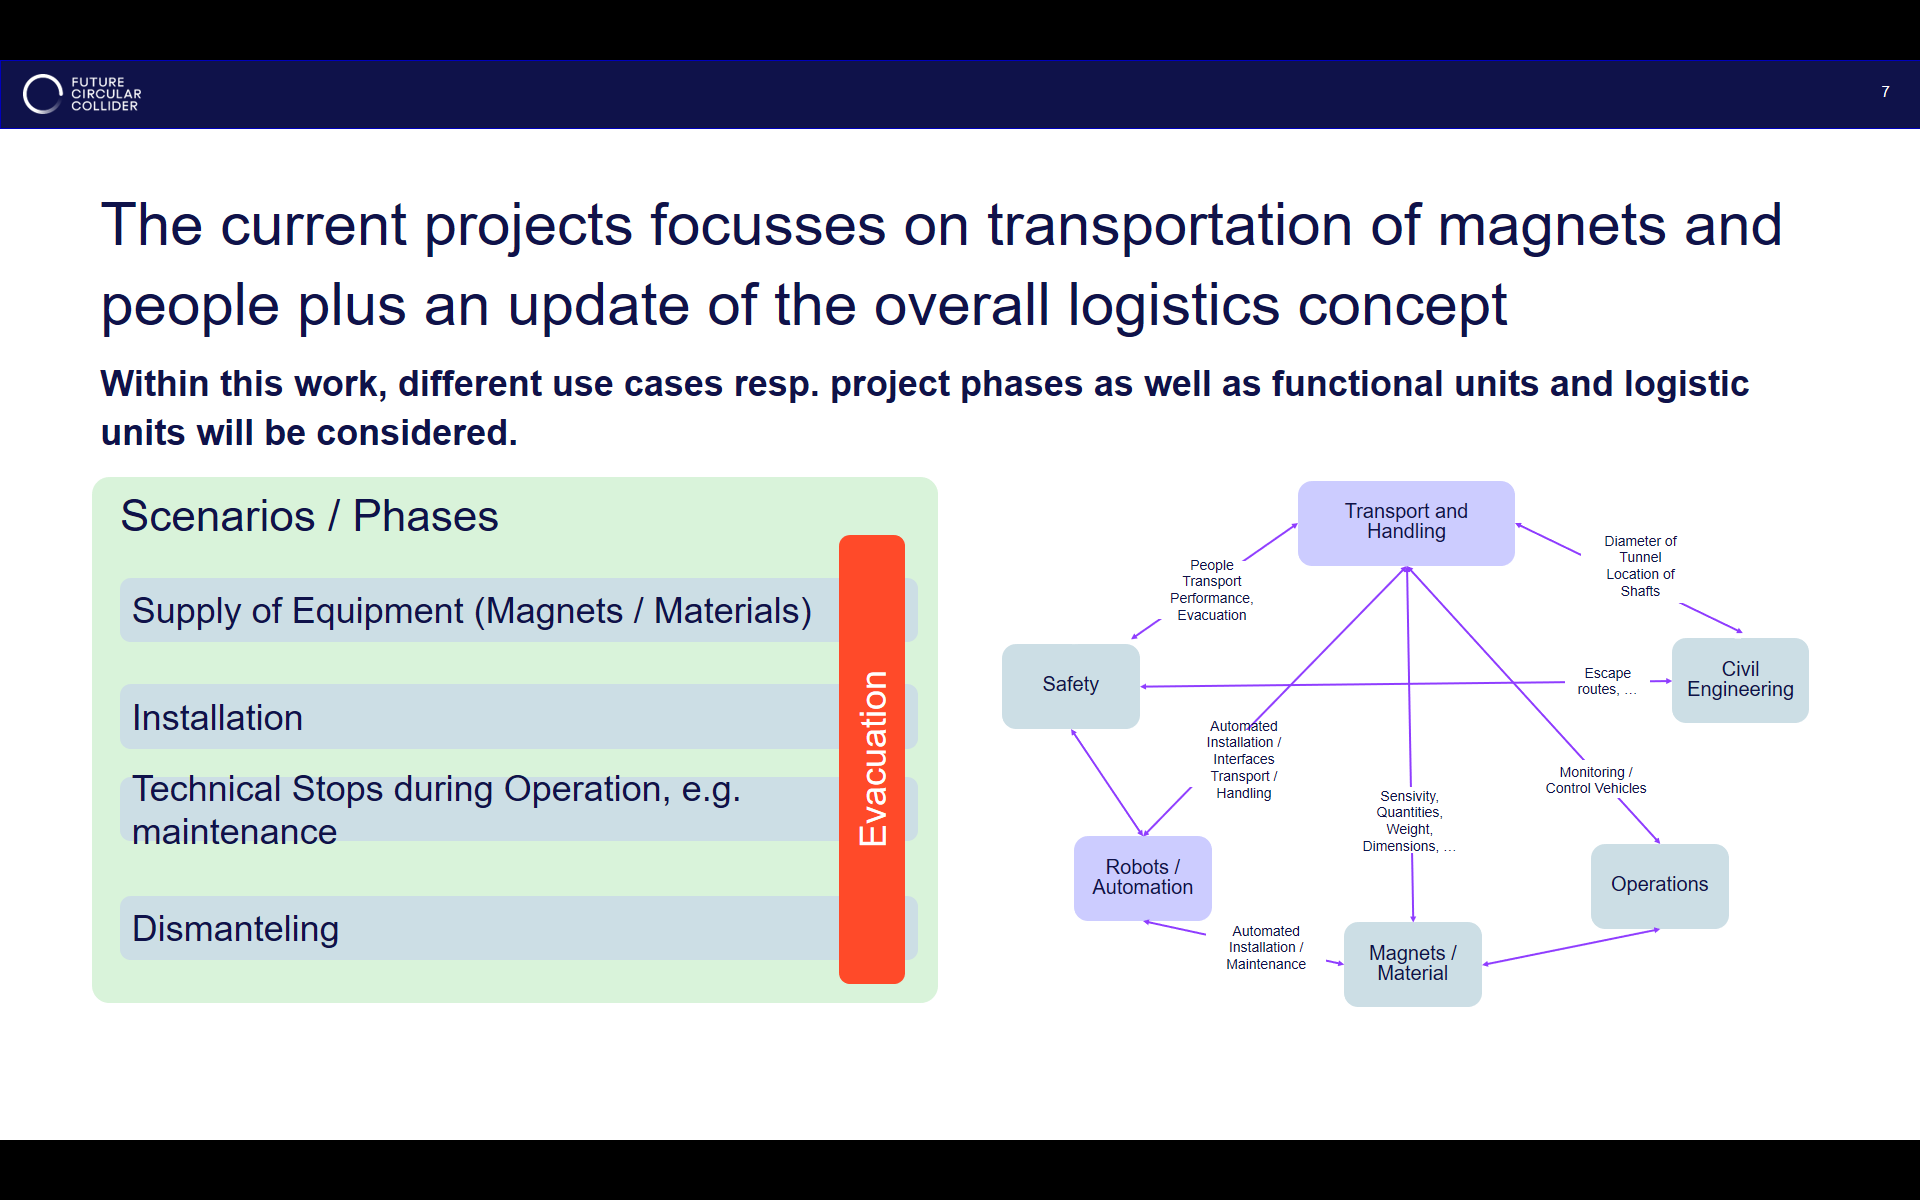 FUTURE
CIRCULAR
COLLIDER
7
The current projects focusses on transportation of magnets and
people plus an update of the overall logistics concept
Within this work, different use cases resp. project phases as well as functional units and logistic
units will be considered.
Scenarios / Phases
Supply of Equipment (Magnets / Materials)
Installation
Technical Stops during Operation, e.g.
maintenance
Dismanteling
Evacuation
Transport and
Handling
People
Transport
Performance,
Evacuation
Diameter of
Tunnel
Location of
Shafts
Safety
Escape
routes, …
Civil
Engineering
Automated
Installation /
Interfaces
Transport /
Handling
Sensivity,
Quantities,
Weight,
Dimensions, …
Monitoring /
Control Vehicles
Robots /
Automation
Operations
Automated
Installation /
Maintenance
Magnets /
Material